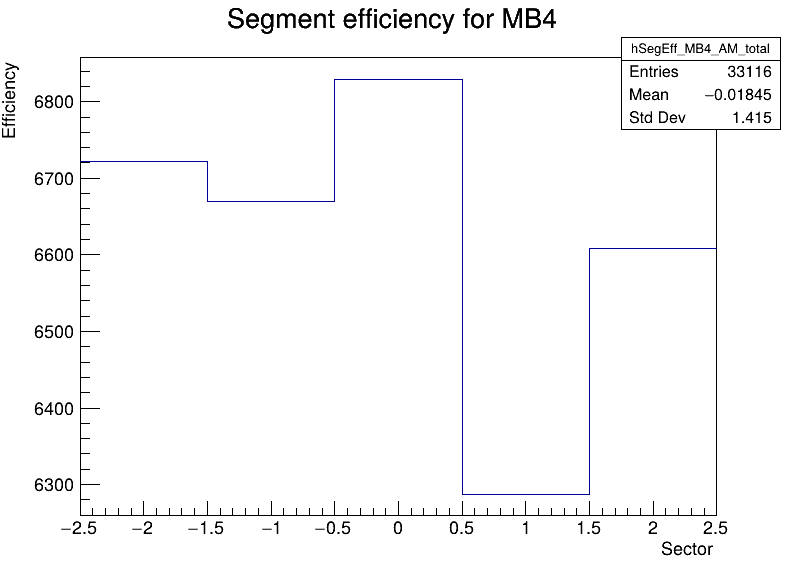 Segment efficiency for MB4
hSegEff_MB4_AM_total
Entries 33116
Mean −0.01845
Std Dev 1.415
Efficiency
6800
6700
6600
6500
6400
6300
−2.5 −2 −1.5 −1 −0.5 0 0.5 1 1.5 2 2.5
Sector